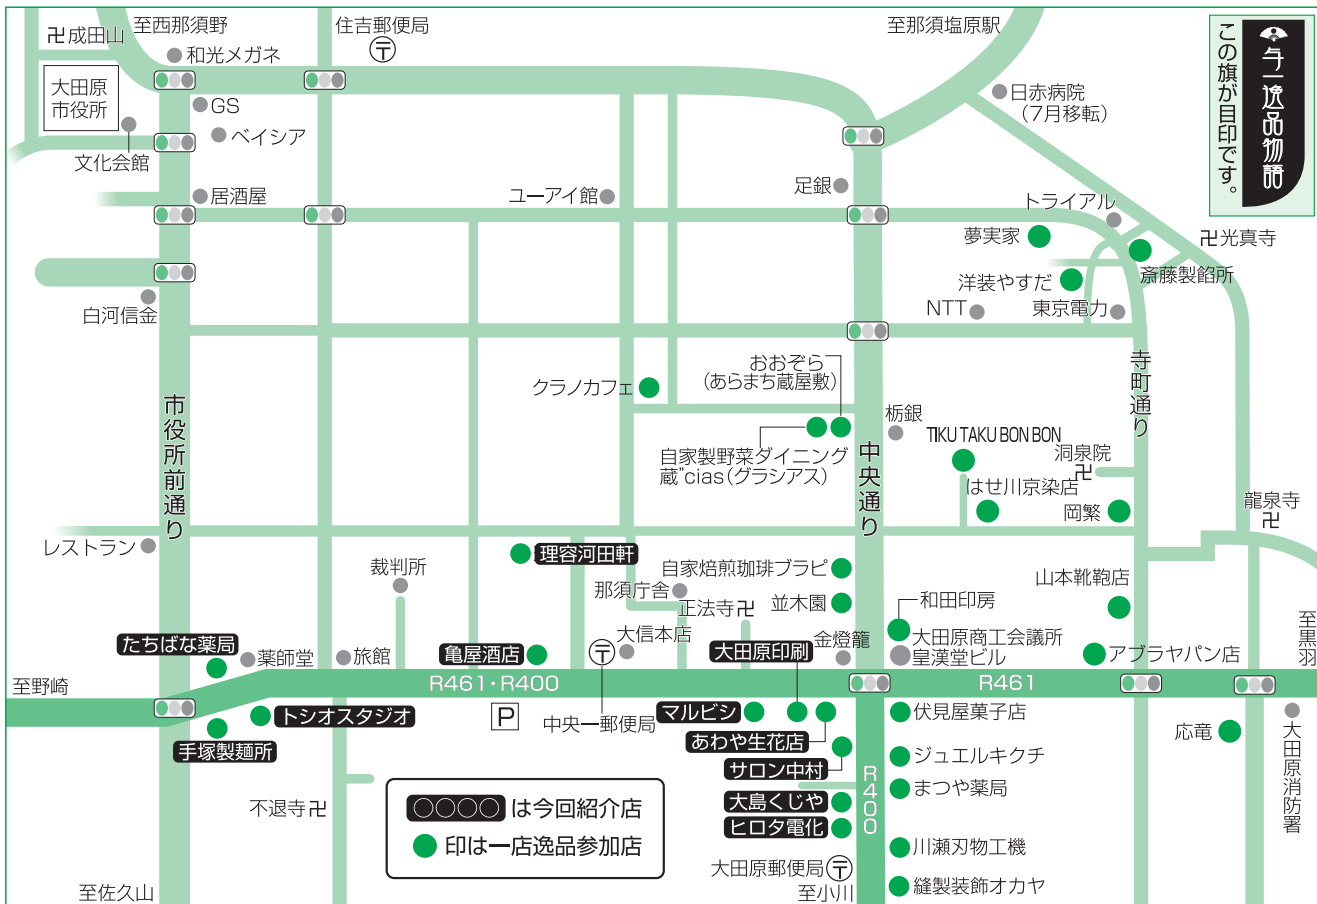 至西那須野
住吉郵便局
至那須塩原駅
卍成田山
和光メガネ
大田原
市役所
GS
ベイシア
文化会館
日赤病院
(7月移転)
与一逸品物語
この旗が目印です。
居酒屋
ユーアイ館
足銀
トライアル
夢実家
卍光真寺
斎藤製餡所
洋装やすだ
白河信金
NTT
東京電力
おおぞら
(あらまち蔵屋敷)
クラノカフェ
寺町通り
市役所前通り
中央通り
栃銀
TIKU TAKU BON BON
自家製野菜ダイニング
蔵"cias(グラシアス)
洞泉院
卍
はせ川京染店
岡繁
龍泉寺
卍
レストラン
理容河田軒
裁判所
自家焙煎珈琲ブラピ
那須庁舎
正法寺卍
並木園
山本靴鞄店
和田印房
大信本店
金燈籠
大田原商工会議所
皇漢堂ビル
至黒羽
たちばな薬局
薬師堂
旅館
亀屋酒店
〒
大田原印刷
アブラヤパン店
至野崎
R461・R400
R461
トシオスタジオ
P
中央一郵便局
マルビシ
伏見屋菓子店
手塚製麺所
あわや生花店
応竜
大田原消防署
サロン中村
ジュエルキクチ
R400
大島くじや
まつや薬局
不退寺卍
○○○○は今回紹介店
印は一店逸品参加店
ヒロタ電化
川瀬刃物工機
大田原郵便局〒
至佐久山
至小川
縫製装飾オカヤ